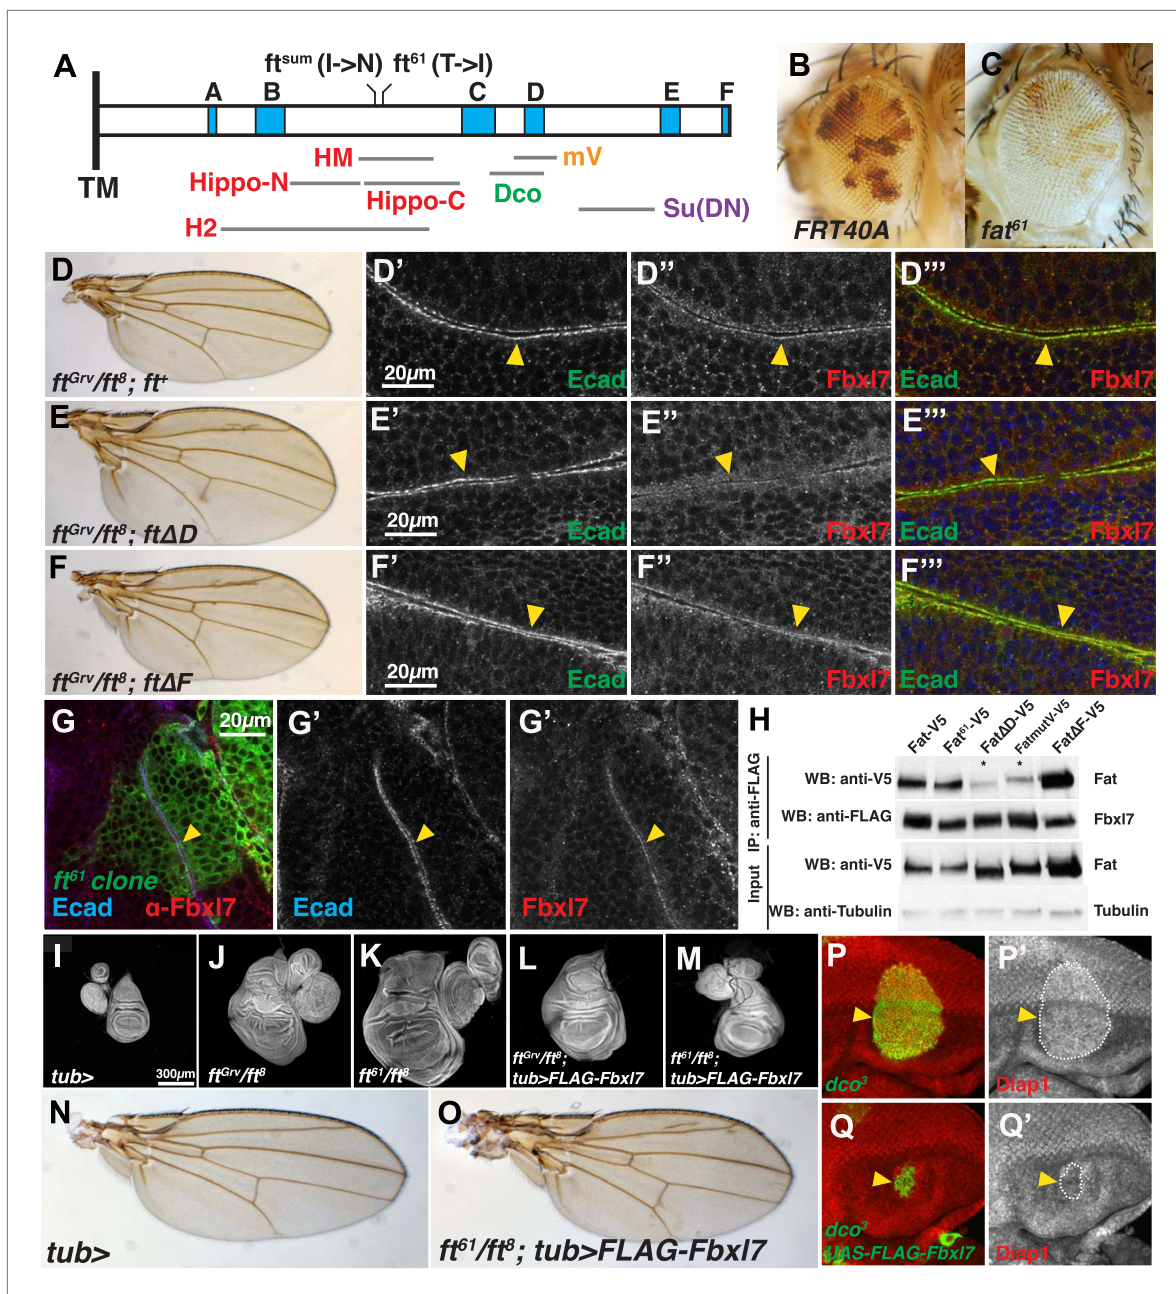 A
ft^sum (I->N) ft^61 (T->I)
A B C D E F
TM
HM
mV
Hippo-N
Dco
Hippo-C
Su(DN)
H2
B
FRT40A
C
fat^61
D
ft^Grv/ft^8; ft^+
D'
20µm
Ecad
D''
Fbxl7
D'''
Ecad Fbxl7
E
ft^Grv/ft^8; ftΔD
E'
20µm
Ecad
E''
Fbxl7
E'''
Ecad Fbxl7
F
ft^Grv/ft^8; ftΔF
F'
20µm
Ecad
F''
Fbxl7
F'''
Ecad Fbxl7
G
20µm
ft^61 clone
Ecad α-Fbxl7
G'
Ecad
G'
Fbxl7
H
Fat-V5
Fat^61-V5
FatΔD-V5
FatmutV-V5
FatΔF-V5
* *
IP: anti-FLAG
WB: anti-V5 Fat
WB: anti-FLAG Fbxl7
Input
WB: anti-V5 Fat
WB: anti-Tubulin Tubulin
I
tub>
300µm
J
ft^Grv/ft^8
K
ft^61/ft^8
L
ft^Grv/ft^8;
tub>FLAG-Fbxl7
M
ft^61/ft^8;
tub>FLAG-Fbxl7
N
tub>
O
ft^61/ft^8; tub>FLAG-Fbxl7
P
dco^3
P'
Diap1
Q
dco^3
UAS-FLAG-Fbxl7
Q'
Diap1